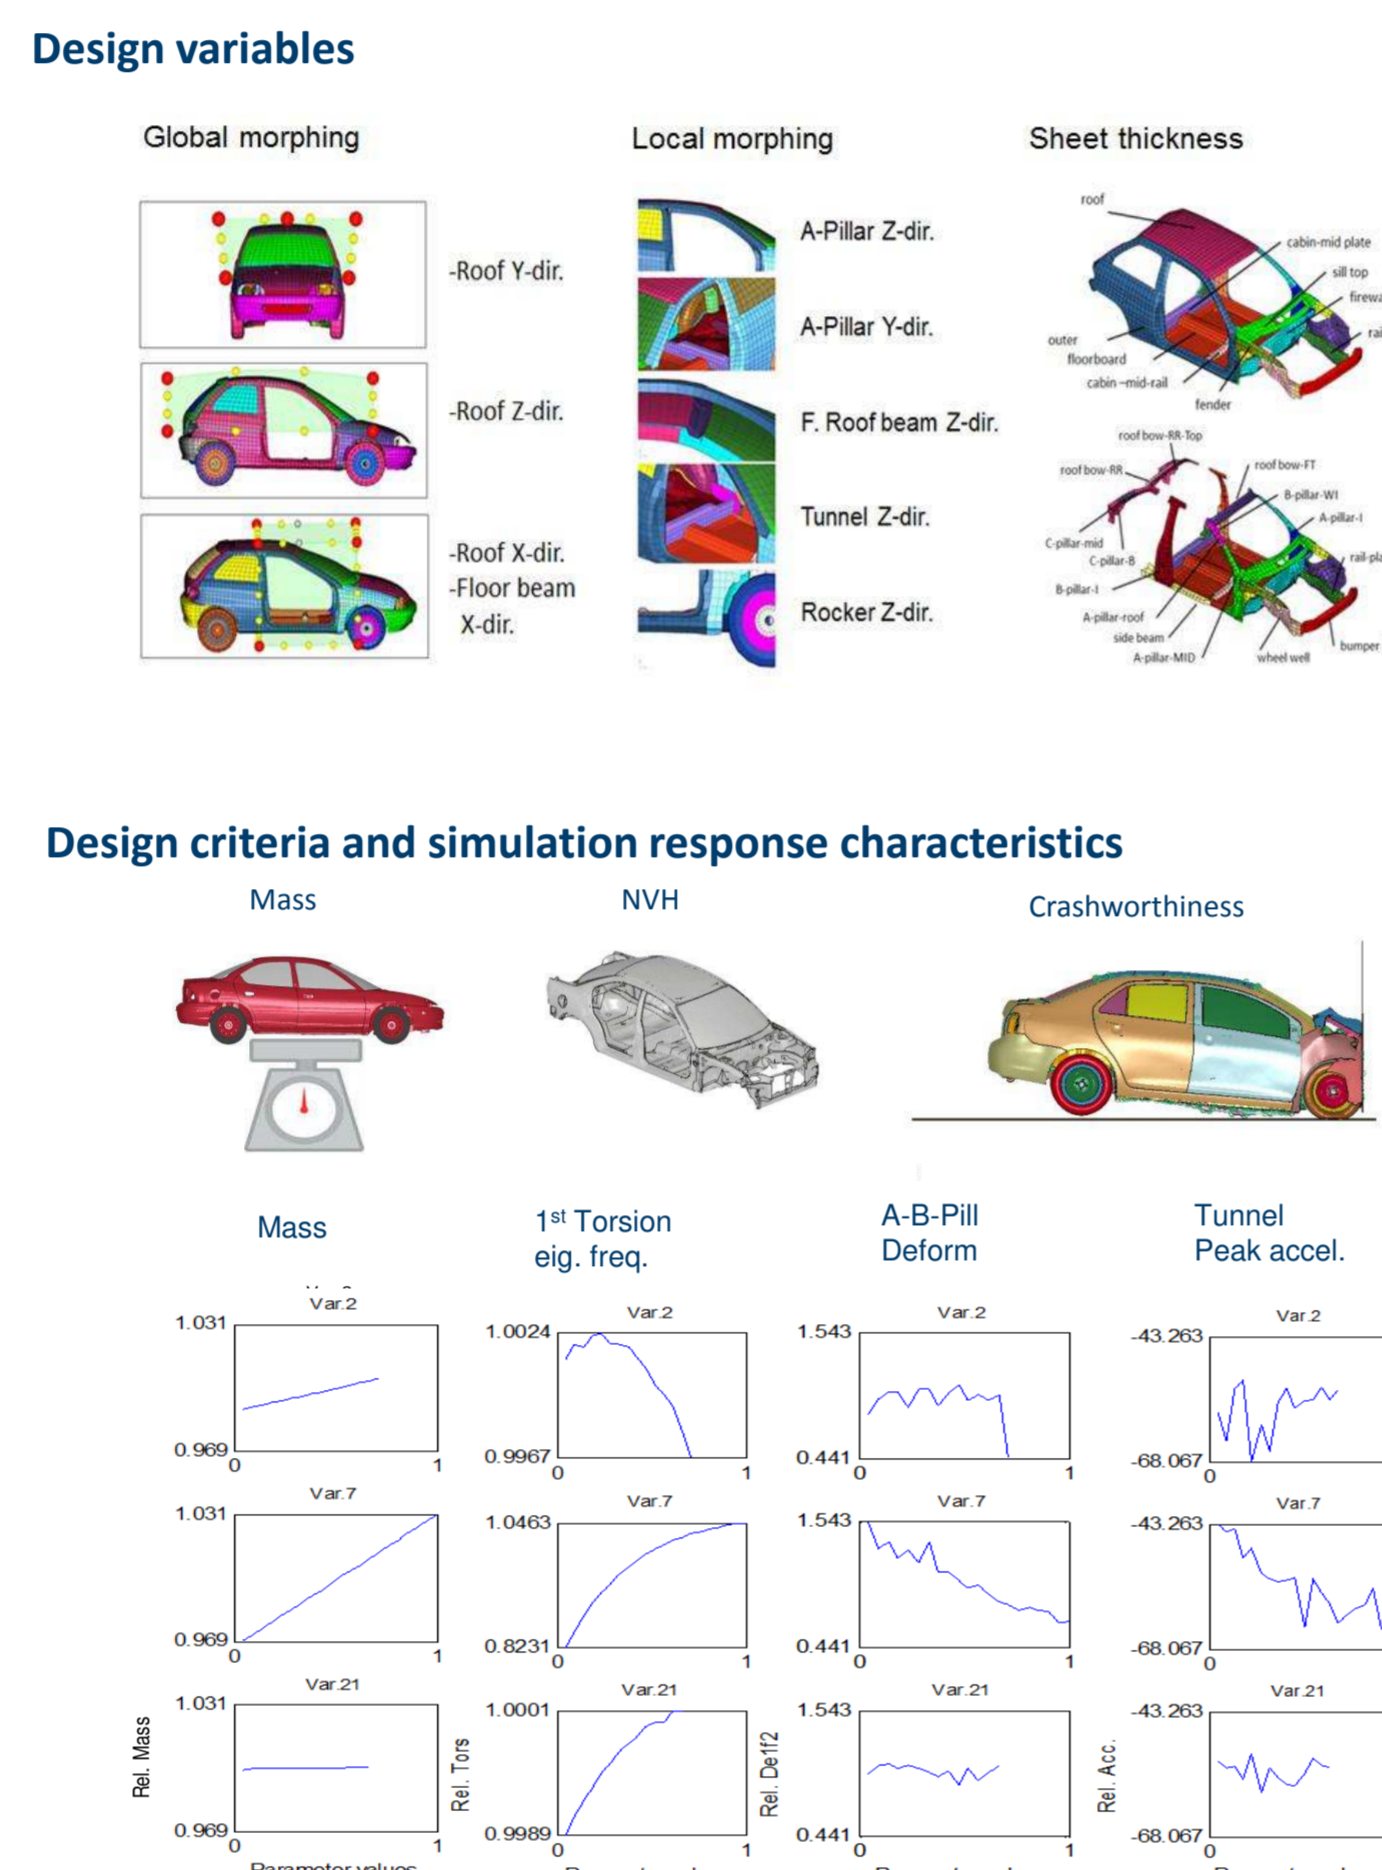 Design variables
Global morphing
Local morphing
Sheet thickness
-Roof Y-dir.
-Roof Z-dir.
-Roof X-dir.
-Floor beam
X-dir.
A-Pillar Z-dir.
A-Pillar Y-dir.
F. Roof beam Z-dir.
Tunnel Z-dir.
Rocker Z-dir.
roof
cabin-mid plate
sill top
firewa
rai
outer
floorboard
cabin –mid-rail
fender
roof bow-RR-Top
roof bow-RR
roof bow-FT
B-pillar-WI
A-pillar-I
C-pillar-mid
C-pillar-B
rail-pla
B-pillar-I
A-pillar-roof
side beam
A-pillar-MID
wheel well
bumper
Design criteria and simulation response characteristics
Mass
NVH
Crashworthiness
Mass
1st Torsion
eig. freq.
A-B-Pill
Deform
Tunnel
Peak accel.
Var.2
1.031
0.969
0 1
Var.2
1.0024
0.9967
0 1
Var.2
1.543
0.441
0 1
Var.2
-43.263
-68.067
0
Var.7
1.031
0.969
0 1
Var.7
1.0463
0.8231
0 1
Var.7
1.543
0.441
0 1
Var.7
-43.263
-68.067
0
Var.21
1.031
Rel. Mass
0.969
0 1
Var.21
1.0001
Rel. Tors
0.9989
0 1
Var.21
1.543
Rel. De1f2
0.441
0 1
Var.21
-43.263
Rel. Acc.
-68.067
0
Parameter values